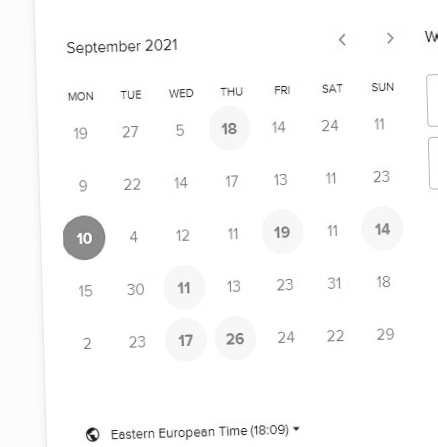 September 2021
MON TUE WED THU FRI SAT SUN
19 27 5 18 14 24 11
9 22 14 17 13 11 23
10 4 12 11 19 11 14
15 30 11 13 23 31 18
2 23 17 26 24 22 29
Eastern European Time (18:09)